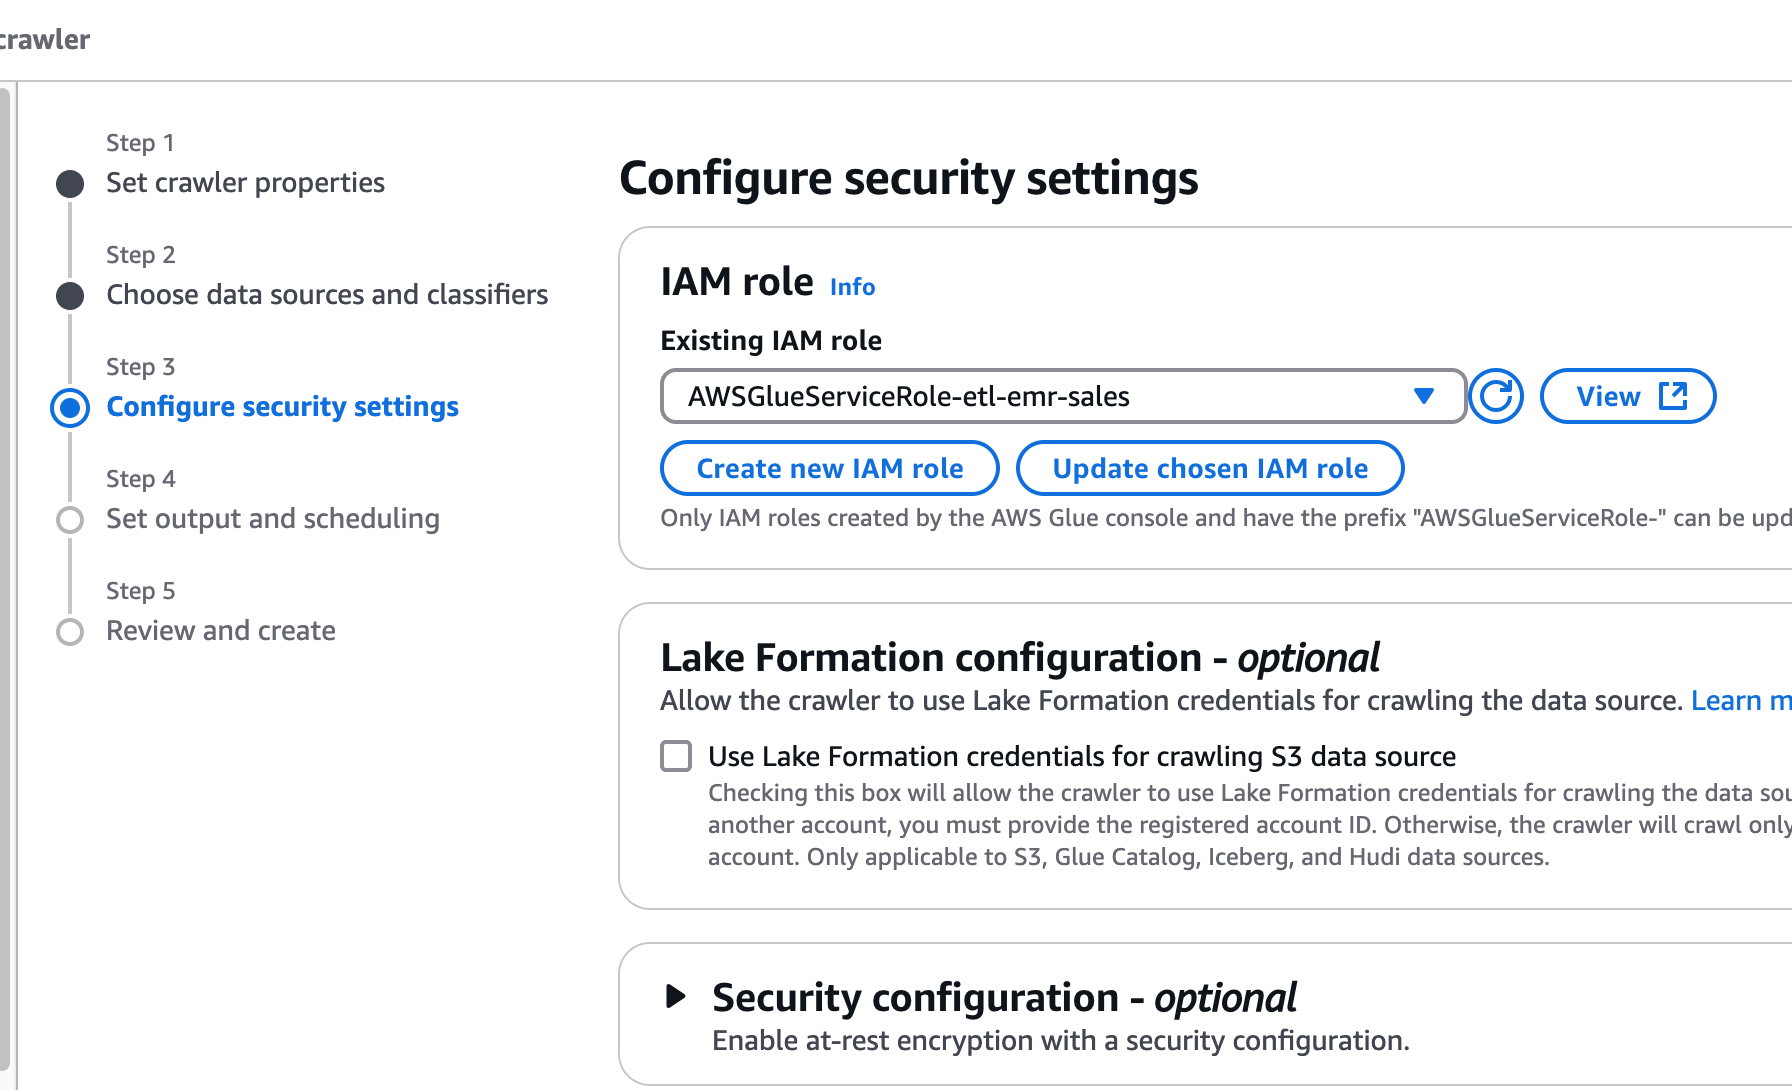 crawler
Step 1
Set crawler properties
Step 2
Choose data sources and classifiers
Step 3
Configure security settings
Step 4
Set output and scheduling
Step 5
Review and create
Configure security settings
IAM role Info
Existing IAM role
AWSGlueServiceRole-etl-emr-sales
View
Create new IAM role Update chosen IAM role
Only IAM roles created by the AWS Glue console and have the prefix "AWSGlueServiceRole-" can be
Lake Formation configuration - optional
Allow the crawler to use Lake Formation credentials for crawling the data source. Learn
Use Lake Formation credentials for crawling S3 data source
Checking this box will allow the crawler to use Lake Formation credentials for crawling the data
another account, you must provide the registered account ID. Otherwise, the crawler will crawl only
account. Only applicable to S3, Glue Catalog, Iceberg, and Hudi data sources.
Security configuration - optional
Enable at-rest encryption with a security configuration.